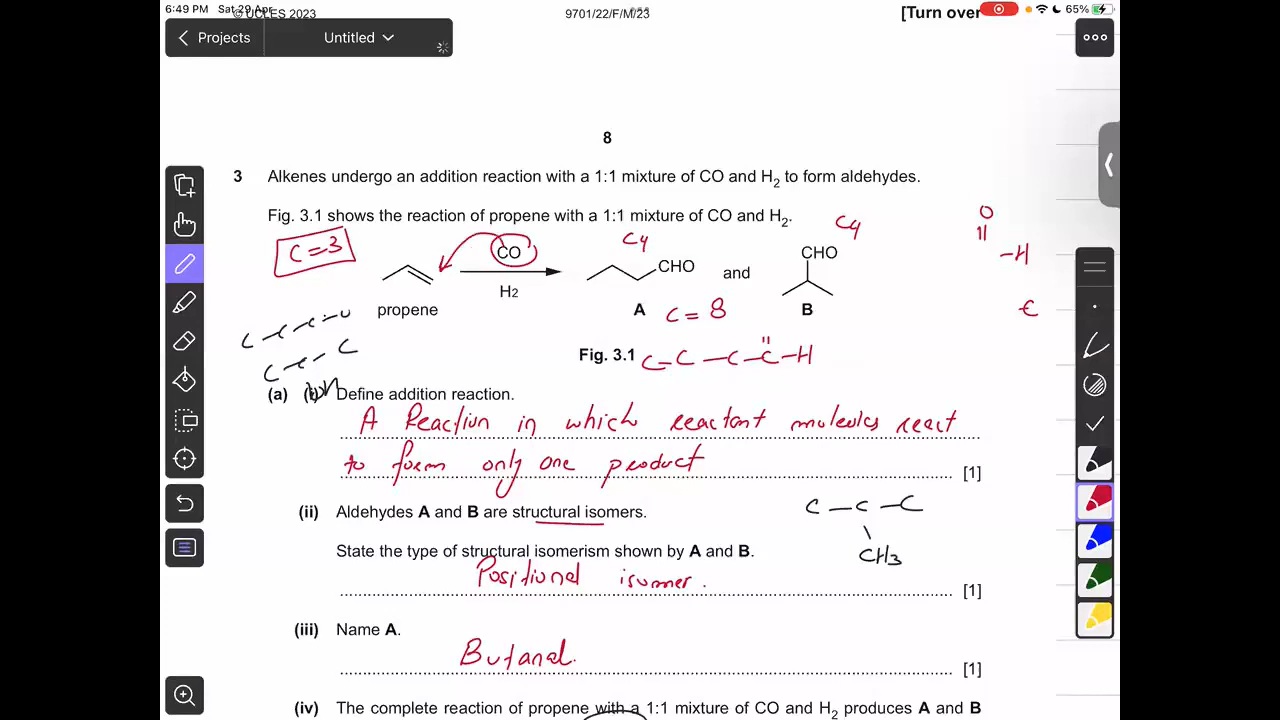 6:49 PM Sat 29 Apr
© UCLES 2023
9701/22/F/M/23
[Turn over
65%
Projects
Untitled
8
3 Alkenes undergo an addition reaction with a 1:1 mixture of CO and H2 to form aldehydes.
Fig. 3.1 shows the reaction of propene with a 1:1 mixture of CO and H2.
C=3
CO
H2
propene
C4
CHO
A
and
C4
CHO
B
O
=
-H
C = 8
Fig. 3.1
C-C-C-C-H
C-C-C
C-C-C
(a) (i) Define addition reaction.
A Reaction in which reactant molecules react
to form only one product
[1]
(ii) Aldehydes A and B are structural isomers.
C-C-C
CH3
State the type of structural isomerism shown by A and B.
Positional isomer.
[1]
(iii) Name A.
Butanal.
[1]
(iv) The complete reaction of propene with a 1:1 mixture of CO and H2 produces A and B